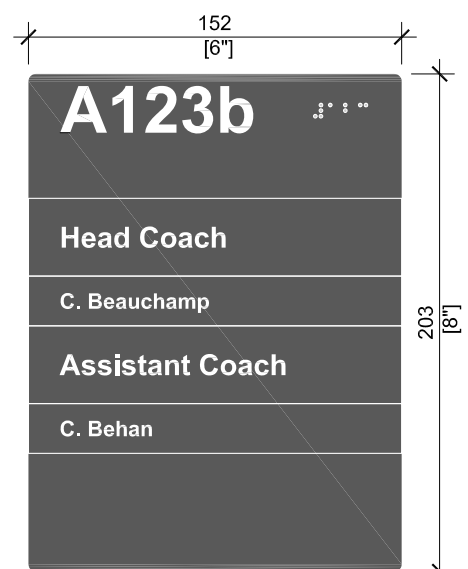 152
[6"]
A123b
Head Coach
C. Beauchamp
Assistant Coach
C. Behan
203
[8"]